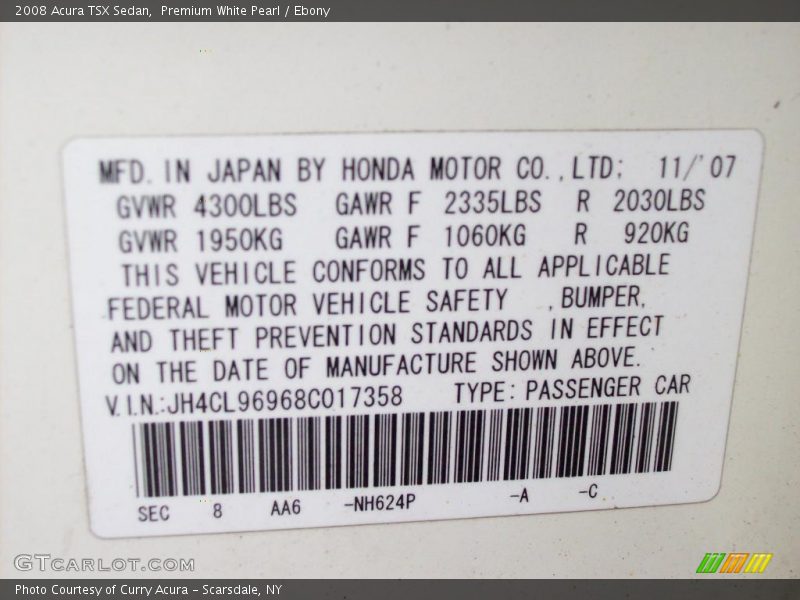 2008 Acura TSX Sedan,  Premium White Pearl / Ebony
MFD. IN JAPAN BY HONDA MOTOR CO.,LTD; 11/'07
GVWR 4300LBS GAWR F 2335LBS R 2030LBS
GVWR 1950KG GAWR F 1060KG R 920KG
THIS VEHICLE CONFORMS TO ALL APPLICABLE
FEDERAL MOTOR VEHICLE SAFETY ,BUMPER,
AND THEFT PREVENTION STANDARDS IN EFFECT
ON THE DATE OF MANUFACTURE SHOWN ABOVE.
V.I.N.:JH4CL96968C017358 TYPE: PASSENGER CAR
SEC 8 AA6 -NH624P -A -C
GTCARLOT.COM
Photo Courtesy of Curry Acura - Scarsdale, NY